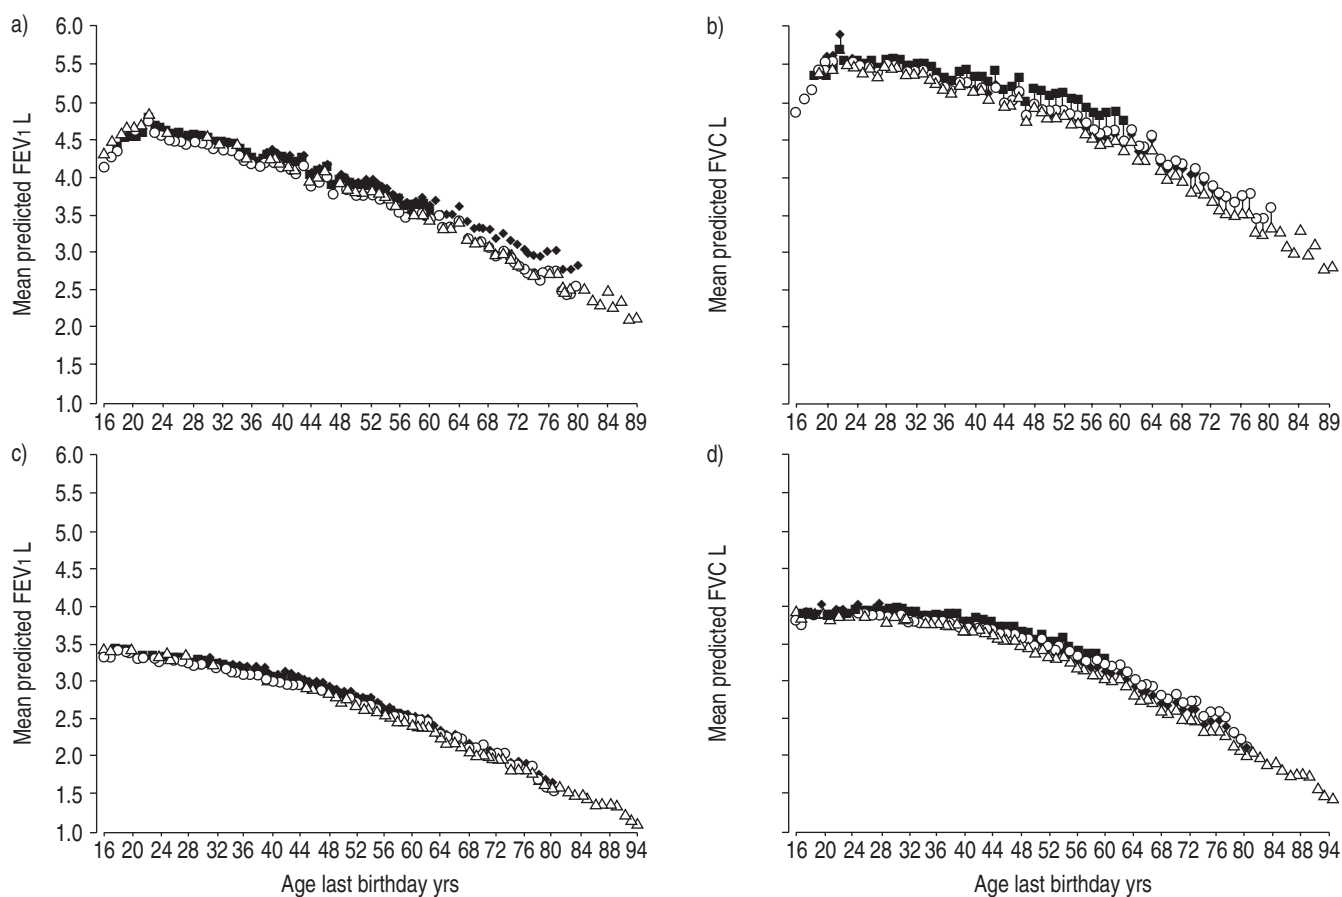 a)
6.0
5.5
5.0
4.5
4.0
3.5
3.0
2.5
2.0
1.5
1.0
Mean predicted FEV1 L
16 20 24 28 32 36 40 44 48 52 56 60 64 68 72 76 80 84 89
b)
Mean predicted FVC L
16 20 24 28 32 36 40 44 48 52 56 60 64 68 72 76 80 84 89
c)
6.0
5.5
5.0
4.5
4.0
3.5
3.0
2.5
2.0
1.5
1.0
Mean predicted FEV1 L
16 20 24 28 32 36 40 44 48 52 56 60 64 68 72 76 80 84 88 94
Age last birthday yrs
d)
Mean predicted FVC L
16 20 24 28 32 36 40 44 48 52 56 60 64 68 72 76 80 84 88 94
Age last birthday yrs